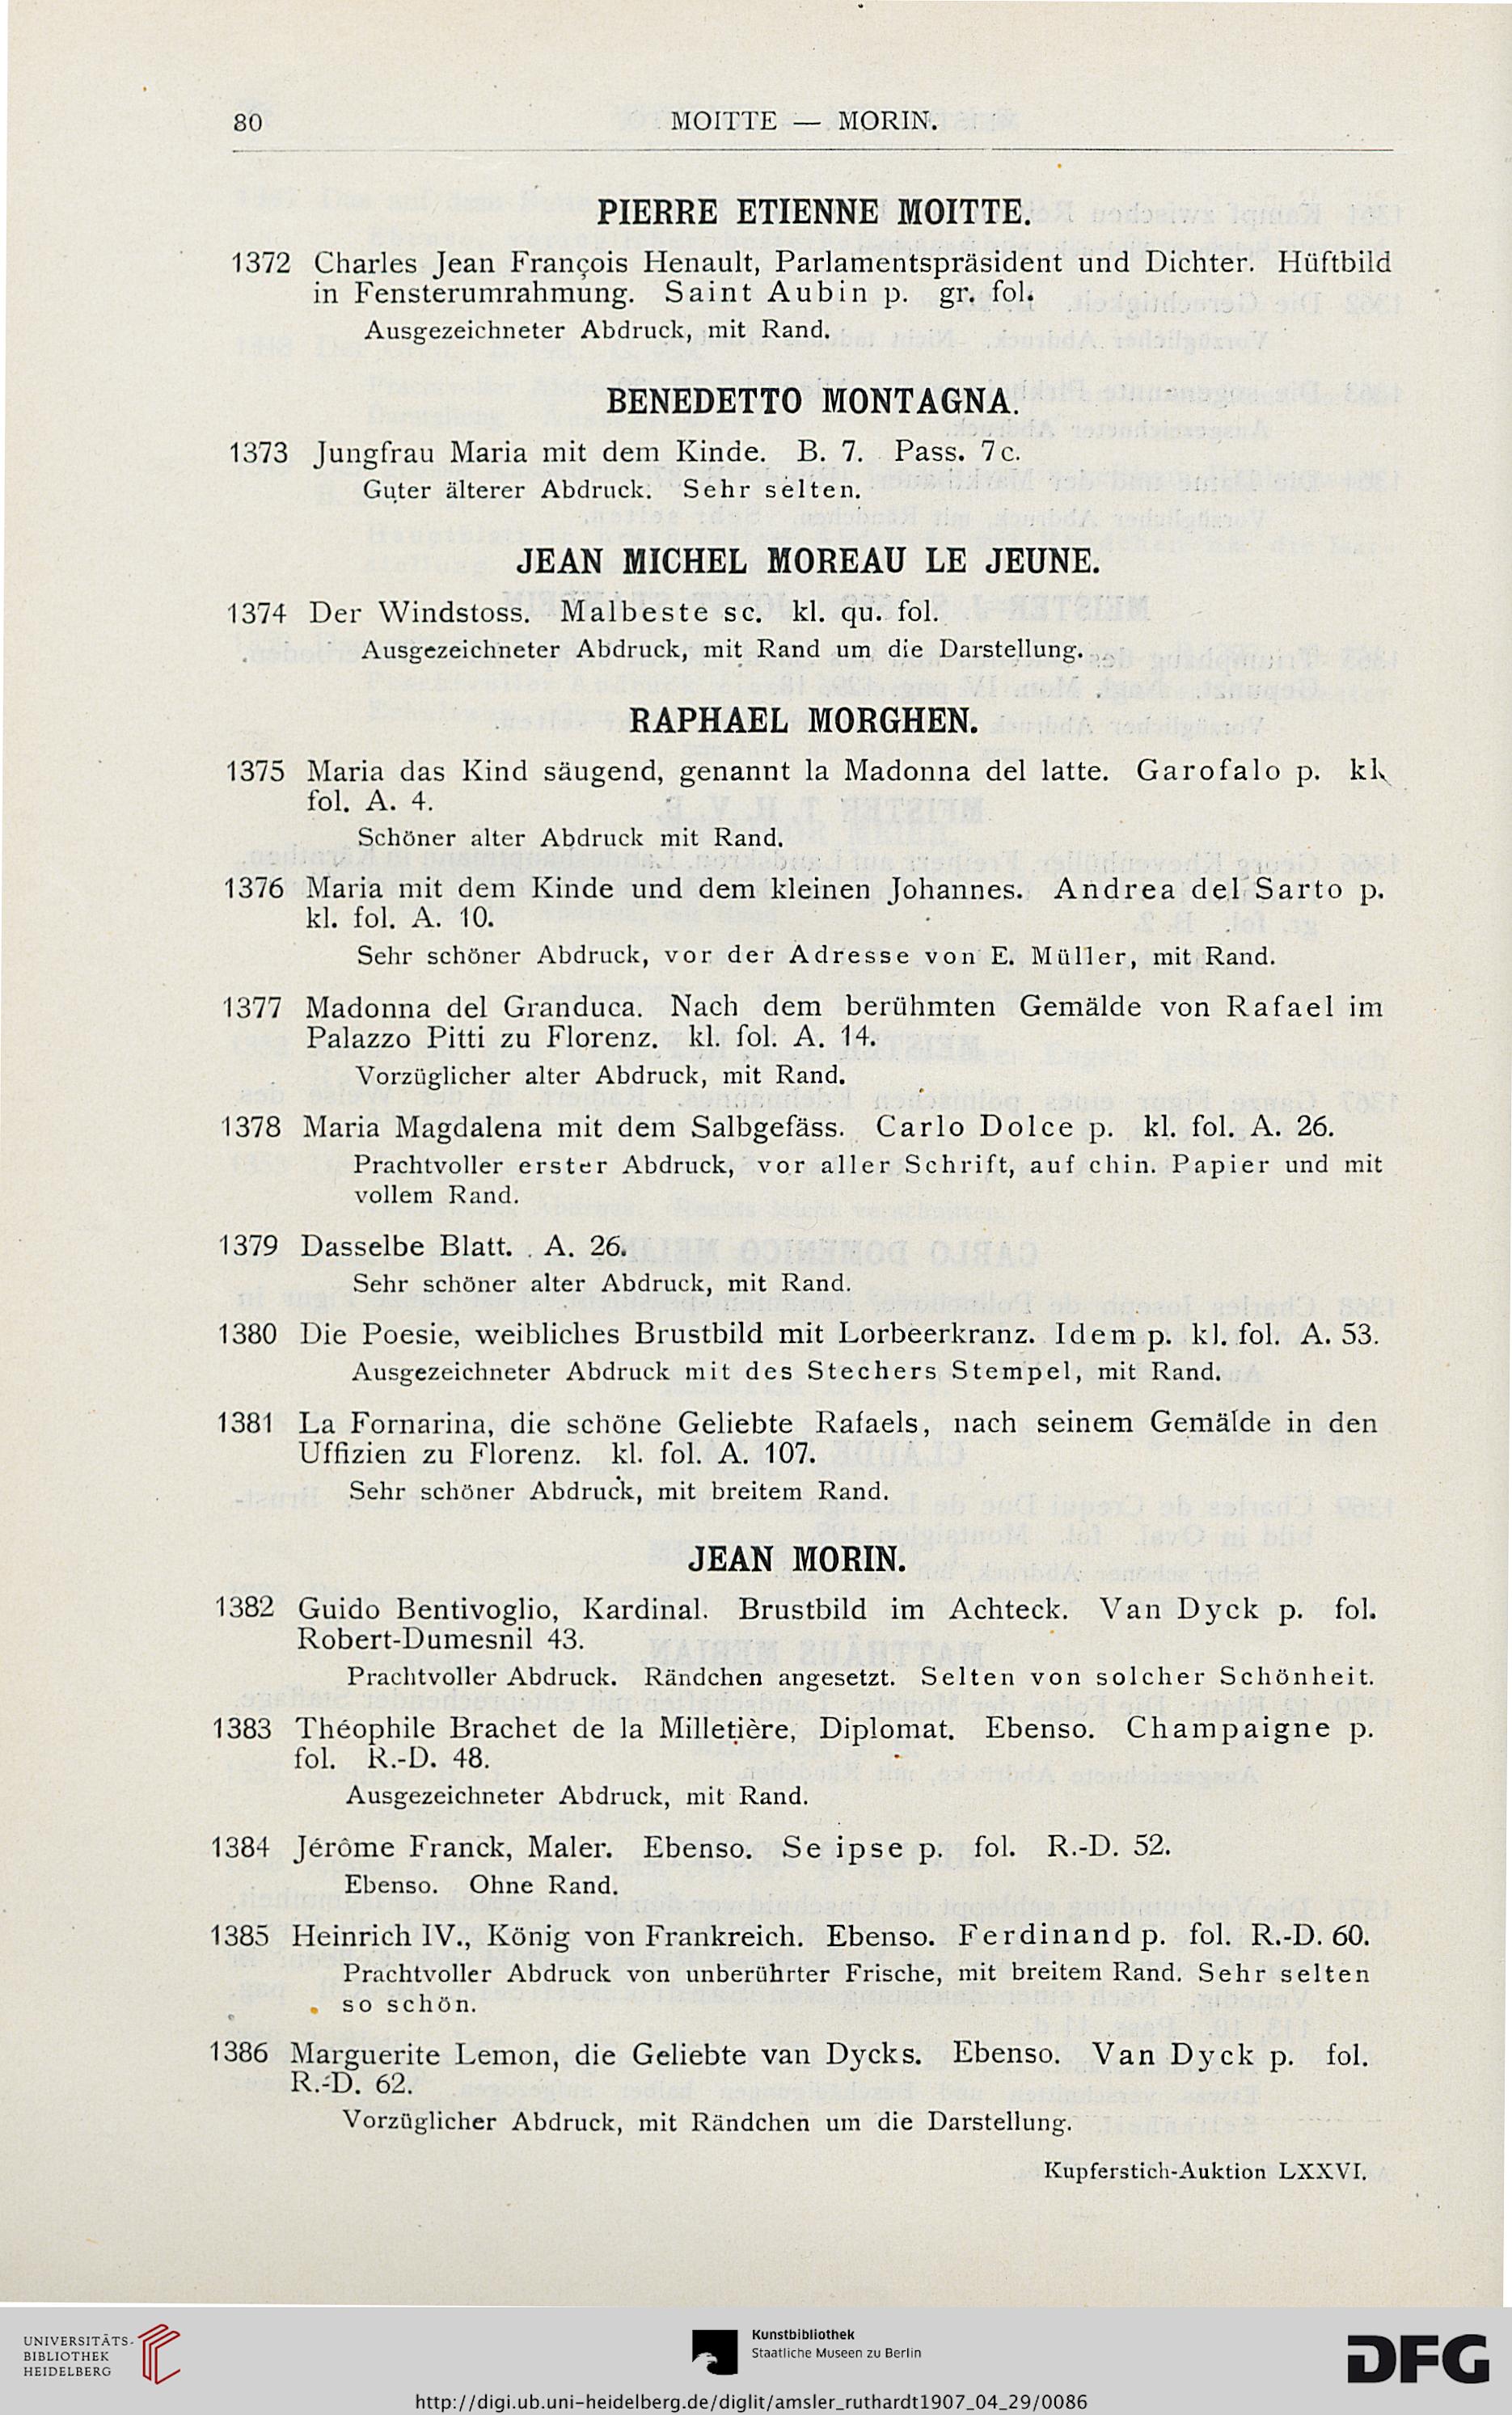 80
MOITTE — MORIN.
PIERRE ETIENNE MOITTE.
1372 Charles Jean François Henault, Parlamentspräsident und Dichter. Hüftbild
in Fensterumrahmung. Saint Aubin p. gr. fol.
Ausgezeichneter Abdruck, mit Rand.
BENEDETTO MONTAGNA.
1373 Jungfrau Maria mit dem Kinde. B. 7. Pass. 7c.
Guter älterer Abdruck. Sehr selten.
JEAN MICHEL MOREAU LE JEUNE.
1374 Der Windstoss. Malbeste sc. kl. qu. fol.
Ausgezeichneter Abdruck, mit Rand um die Darstellung.
RAPHAEL MORGHEN.
1375 Maria das Kind säugend, genannt la Madonna del latte. Garofalo p. kl.
fol. A. 4.
Schöner alter Abdruck mit Rand.
1376 Maria mit dem Kinde und dem kleinen Johannes. Andrea del Sarto p.
kl. fol. A. 10.
Sehr schöner Abdruck, vor der Adresse von E. Müller, mit Rand.
1377 Madonna del Granduca. Nach dem berühmten Gemälde von Rafael im
Palazzo Pitti zu Florenz. kl. fol. A. 14.
Vorzüglicher alter Abdruck, mit Rand.
1378 Maria Magdalena mit dem Salbgefäss. Carlo Dolce p. kl. fol. A. 26.
Prachtvoller erster Abdruck, vor aller Schrift, auf chin. Papier und mit
vollem Rand.
1379 Dasselbe Blatt. A. 26.
Sehr schöner alter Abdruck, mit Rand.
1380 Die Poesie, weibliches Brustbild mit Lorbeerkranz. Idem p. kl. fol. A. 53.
Ausgezeichneter Abdruck mit des Stechers Stempel, mit Rand.
1381 La Fornarina, die schöne Geliebte Rafaels, nach seinem Gemälde in den
Uffizien zu Florenz. kl. fol. A. 107.
Sehr schöner Abdruck, mit breitem Rand.
JEAN MORIN.
1382 Guido Bentivoglio, Kardinal. Brustbild im Achteck. Van Dyck p. fol.
Robert-Dumesnil 43.
Prachtvoller Abdruck. Rändchen angesetzt. Selten von solcher Schönheit.
1383 Théophile Brachet de la Milletière, Diplomat. Ebenso. Champaigne p.
fol. R.-D. 48.
Ausgezeichneter Abdruck, mit Rand.
1384 Jérôme Franck, Maler. Ebenso. Se ipse p. fol. R.-D. 52.
Ebenso. Ohne Rand.
1385 Heinrich IV., König von Frankreich. Ebenso. Ferdinand p. fol. R.-D. 60.
Prachtvoller Abdruck von unberührter Frische, mit breitem Rand. Sehr selten
so schön.
1386 Marguerite Lemon, die Geliebte van Dycks. Ebenso. Van Dyck p. fol.
R.-D. 62.
Vorzüglicher Abdruck, mit Rändchen um die Darstellung.
Kupferstich-Auktion LXXVI.
UNIVERSITÄTS-
BIBLIOTHEK
HEIDELBERG
Kunstbibliothek
Staatliche Museen zu Berlin
DFG
http://digi.ub.uni-heidelberg.de/diglit/amsler_ruthardt1907_04_29/0086